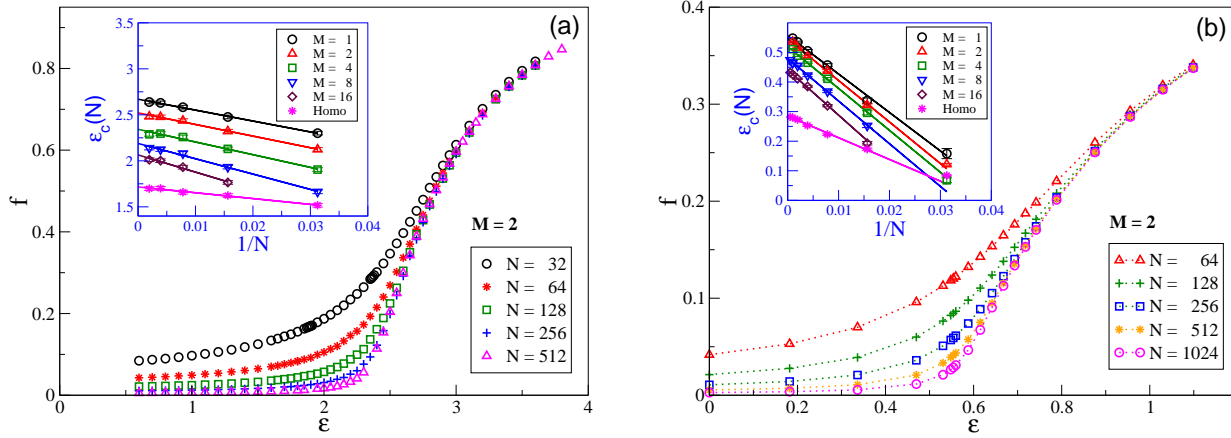 (a)
f
0.8
0.6
0.4
0.2
0
0
1
2
3
4
ε
εc(N)
3.5
3
2.5
2
1.5
0
0.01
0.02
0.03
0.04
1/N
M = 1
M = 2
M = 4
M = 8
M = 16
Homo
M = 2
N = 32
N = 64
N = 128
N = 256
N = 512
(b)
f
0.4
0.3
0.2
0.1
0
0
0.2
0.4
0.6
0.8
1
ε
εc(N)
0.5
0.4
0.3
0.2
0.1
0
0
0.01
0.02
0.03
0.04
1/N
M = 1
M = 2
M = 4
M = 8
M = 16
Homo
M = 2
N = 64
N = 128
N = 256
N = 512
N = 1024